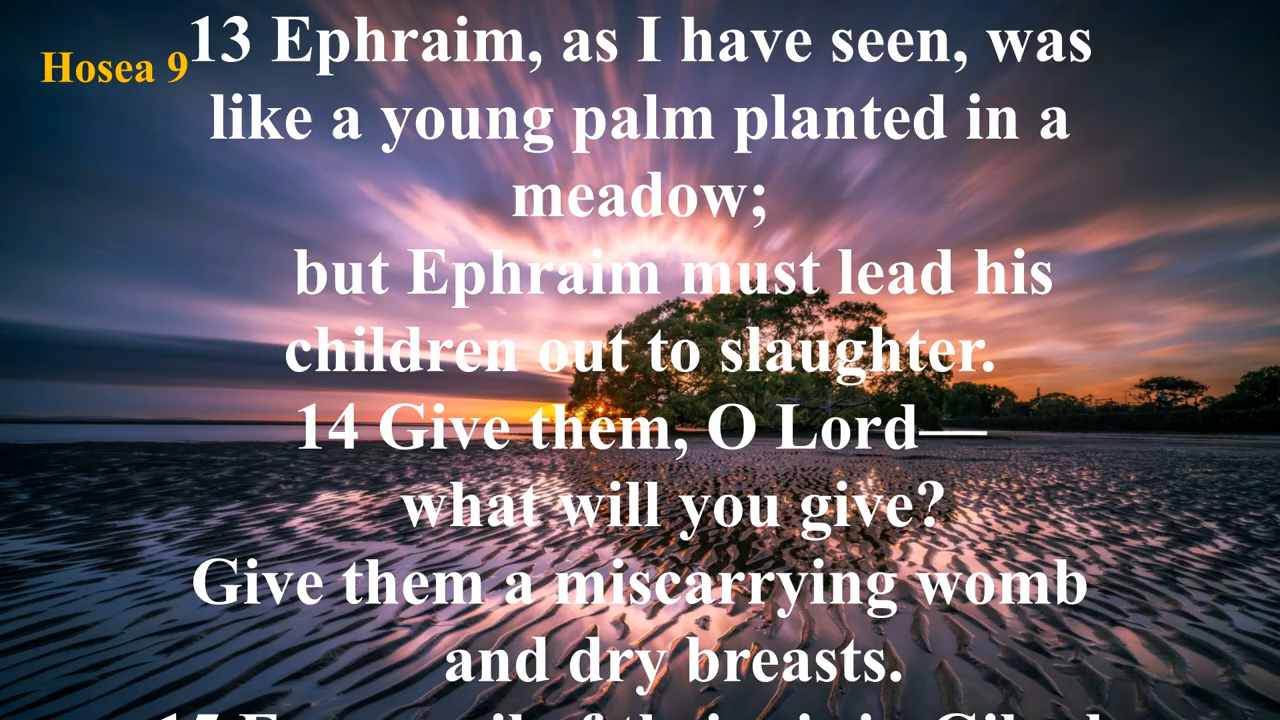 Hosea 9
13 Ephraim, as I have seen, was
like a young palm planted in a
meadow;
but Ephraim must lead his
children out to slaughter.
14 Give them, O Lord—
what will you give?
Give them a miscarrying womb
and dry breasts.